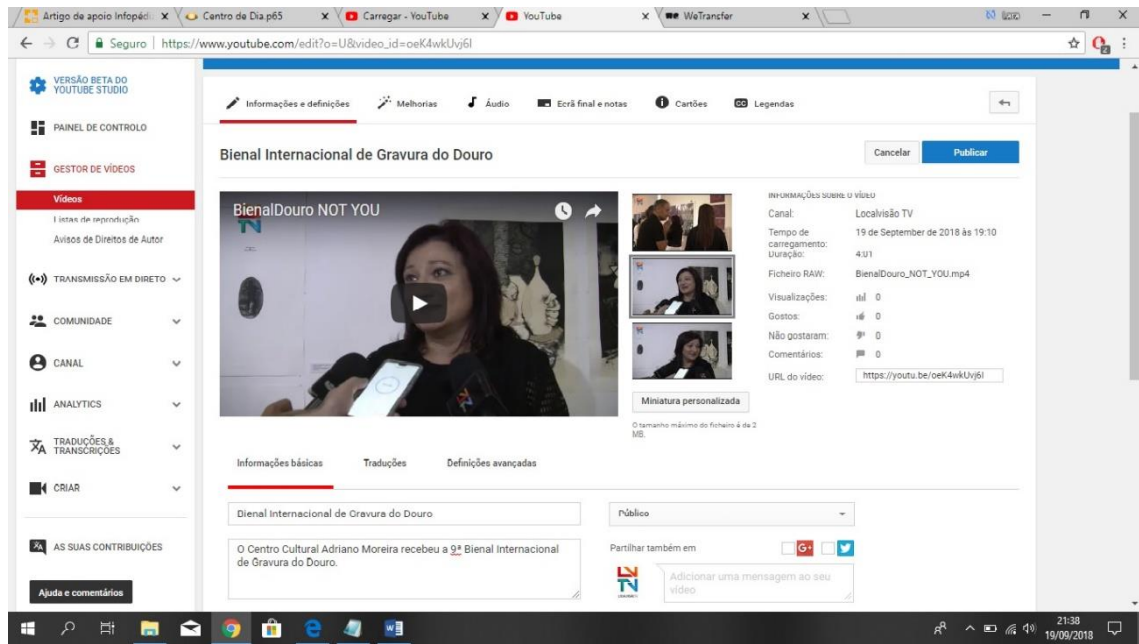 Artigo de apoio Infopédi
Centro de Dia.p65
Carregar - YouTube
YouTube
WeTransfer
Seguro
https://www.youtube.com/edit?o=U&video_id=oeK4wkUvj6I
VERSÃO BETA DO
YOUTUBE STUDIO
PAINEL DE CONTROLO
GESTOR DE VÍDEOS
Vídeos
Listas de reprodução
Avisos de Direitos de Autor
TRANSMISSÃO EM DIRETO
COMUNIDADE
CANAL
ANALYTICS
TRADUÇÕES &
TRANSCRIÇÕES
CRIAR
AS SUAS CONTRIBUIÇÕES
Ajuda e comentários
Informações e definições
Melhorias
Áudio
Ecrã final e notas
Cartões
CC Legendas
Bienal Internacional de Gravura do Douro
Cancelar
Publicar
BienalDouro NOT YOU
INFORMAÇÕES SOBRE O VÍDEO
Canal: Localvisão TV
Tempo de carregamento: 19 de September de 2018 às 19:10
Duração: 4:01
Ficheiro RAW: BienalDouro_NOT_YOU.mp4
Visualizações: 0
Gostos: 0
Não gostaram: 0
Comentários: 0
URL do vídeo: https://youtu.be/oeK4wkUvj6I
Miniatura personalizada
O tamanho máximo do ficheiro é de 2
MB.
Informações básicas
Traduções
Definições avançadas
Bienal Internacional de Gravura do Douro
Público
O Centro Cultural Adriano Moreira recebeu a 9ª Bienal Internacional
de Gravura do Douro.
Partilhar também em
G+
Adicionar uma mensagem ao seu
vídeo
21:38
19/09/2018